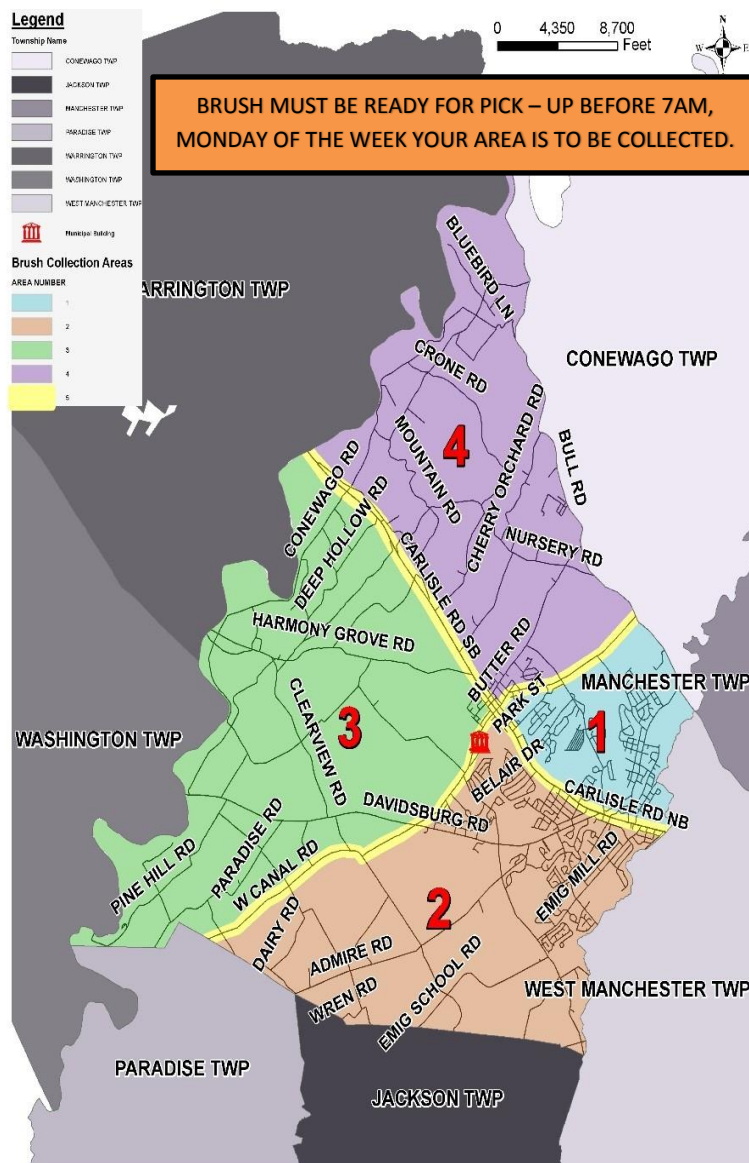 Legend
Township Name
CONEWAGO TWP
JACKSON TWP
MANCHESTER TWP
PARADISE TWP
WARRINGTON TWP
WASHINGTON TWP
WEST MANCHESTER TWP
Municipal Building
Brush Collection Areas
AREA NUMBER
1
2
3
4
5
0 4,350 8,700
Feet
N
W E
S
BRUSH MUST BE READY FOR PICK – UP BEFORE 7AM,
MONDAY OF THE WEEK YOUR AREA IS TO BE COLLECTED.
ARRINGTON TWP
BLUEBIRD LN
CRONE RD
CONEWAGO TWP
CHERRY ORCHARD RD
4
MOUNTAIN RD
BULL RD
CONEWAGO RD
DEEP HOLLOW RD
NURSERY RD
CARLISLE RD SB
HARMONY GROVE RD
BUTTER RD
MANCHESTER TWP
PARK ST
CLEARVIEW RD
3
1
WASHINGTON TWP
BELAIR DR
CARLISLE RD NB
DAVIDSBURG RD
PARADISE RD
PINE HILL RD
W CANAL RD
EMIG MILL RD
2
DAIRY RD
ADMIRE RD
WREN RD
EMIG SCHOOL RD
WEST MANCHESTER TWP
PARADISE TWP
JACKSON TWP